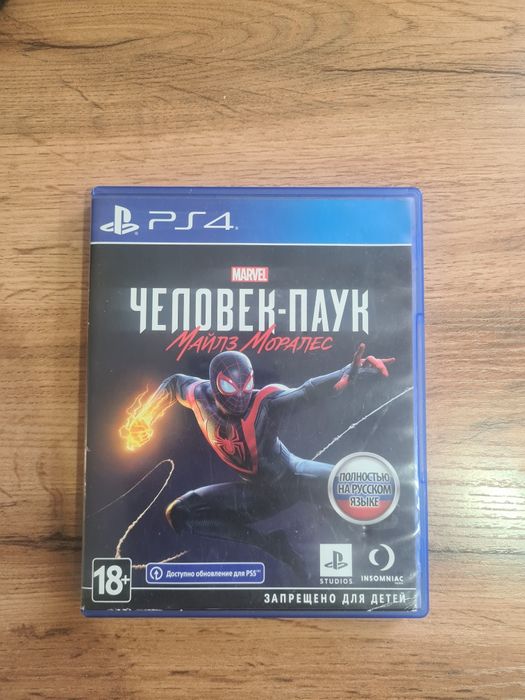 PS4
MARVEL
ЧЕЛОВЕК-ПАУК
МАЙЛЗ МОРАЛЕС
ПОЛНОСТЬЮ
НА РУССКОМ
ЯЗЫКЕ
18+
Доступно обновление для PS5
STUDIOS
INSOMNIAC
ЗАПРЕЩЕНО ДЛЯ ДЕТЕЙ